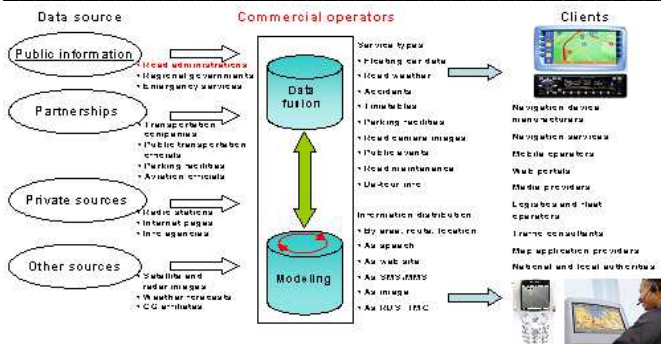 Data source
Commercial operators
Clients
Public information
• Road administrations
• Regional governments
• Emergency services
Partnerships
• Transportation
companies
• Public transportation
officials
• Parking facilities
• Aviation officials
Private sources
• Radio stations
• Internet pages
• Info agencies
Other sources
• Satellite and
radar images
• Weather forecasts
• CG affiliates
Data
fusion
Modeling
Service types
• Floating car data
• Road weather
• Accidents
• Timetables
• Parking facilities
• Road camera images
• Public events
• Road maintenance
• De-tour info
Information distribution
• By area, route, location
• As speech
• As web site
• As SMS/MMS
• As image
• As RDS-TMC
Navigation device
manufacturers
Navigation services
Mobile operators
Web portals
Media providers
Logistics and fleet
operators
Traffic consultants
Map application providers
National and local authorities